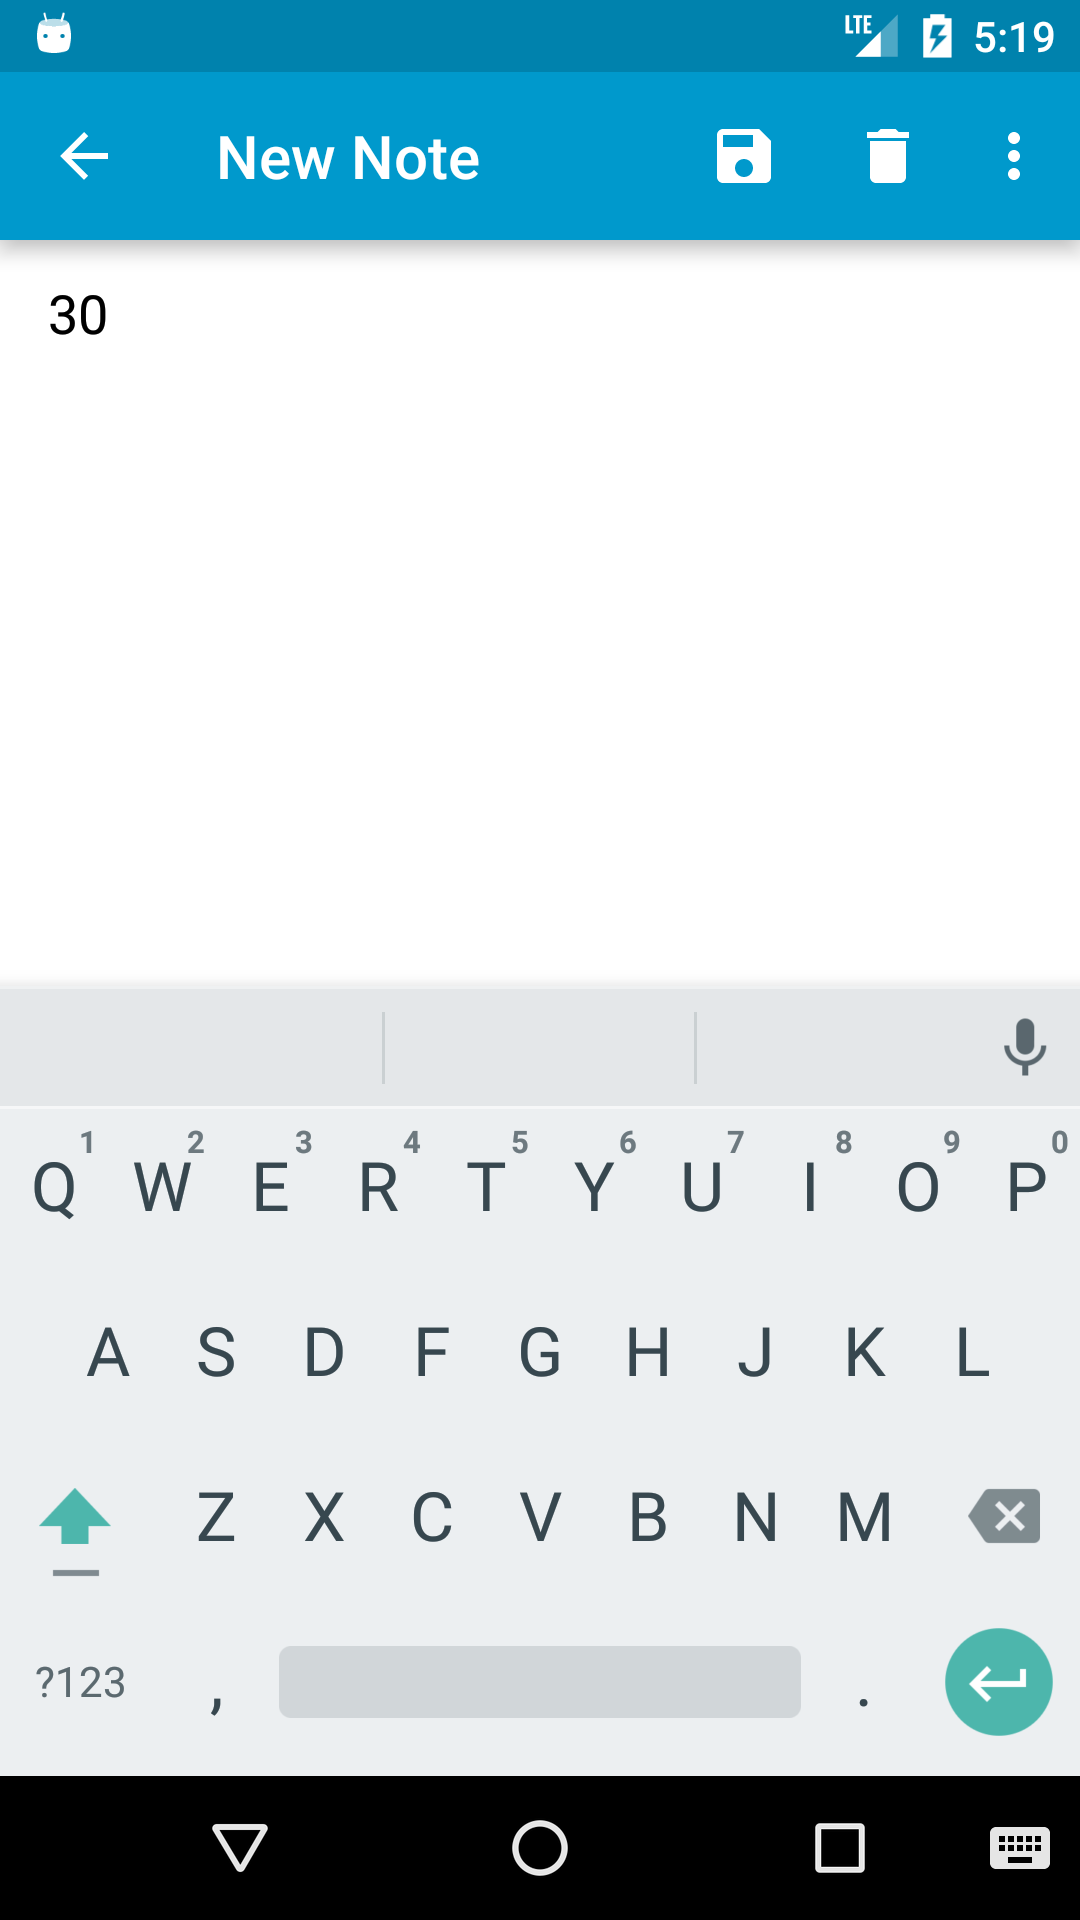 LTE 5:19
New Note
30
1 2 3 4 5 6 7 8 9 0
Q W E R T Y U I O P
A S D F G H J K L
Z X C V B N M
?123 , .